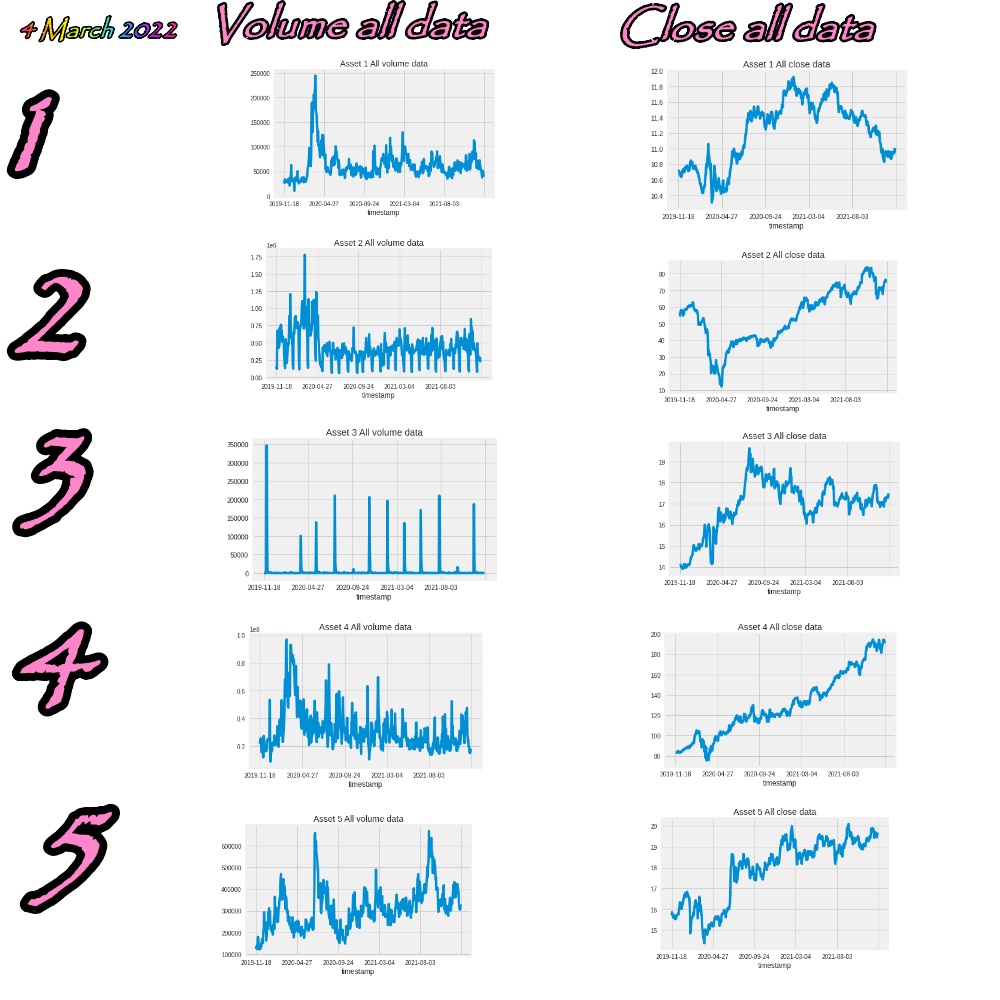 4 March 2022 Volume all data Close all data
1
Asset 1 All volume data
250000
200000
150000
100000
50000
0
2019-11-18 2020-04-27 2020-09-24 2021-03-04 2021-08-03
timestamp
Asset 1 All close data
12.0
11.8
11.6
11.4
11.2
11.0
10.8
10.6
10.4
2019-11-18 2020-04-27 2020-09-24 2021-03-04 2021-08-03
timestamp
2
Asset 2 All volume data
1e6
1.75
1.50
1.25
1.00
0.75
0.50
0.25
0.00
2019-11-18 2020-04-27 2020-09-24 2021-03-04 2021-08-03
timestamp
Asset 2 All close data
80
70
60
50
40
30
20
10
2019-11-18 2020-04-27 2020-09-24 2021-03-04 2021-08-03
timestamp
3
Asset 3 All volume data
350000
300000
250000
200000
150000
100000
50000
0
2019-11-18 2020-04-27 2020-09-24 2021-03-04 2021-08-03
timestamp
Asset 3 All close data
19
18
17
16
15
14
2019-11-18 2020-04-27 2020-09-24 2021-03-04 2021-08-03
timestamp
4
Asset 4 All volume data
1e8
1.0
0.8
0.6
0.4
0.2
2019-11-18 2020-04-27 2020-09-24 2021-03-04 2021-08-03
timestamp
Asset 4 All close data
200
180
160
140
120
100
80
2019-11-18 2020-04-27 2020-09-24 2021-03-04 2021-08-03
timestamp
5
Asset 5 All volume data
600000
500000
400000
300000
200000
100000
2019-11-18 2020-04-27 2020-09-24 2021-03-04 2021-08-03
timestamp
Asset 5 All close data
20
19
18
17
16
15
2019-11-18 2020-04-27 2020-09-24 2021-03-04 2021-08-03
timestamp